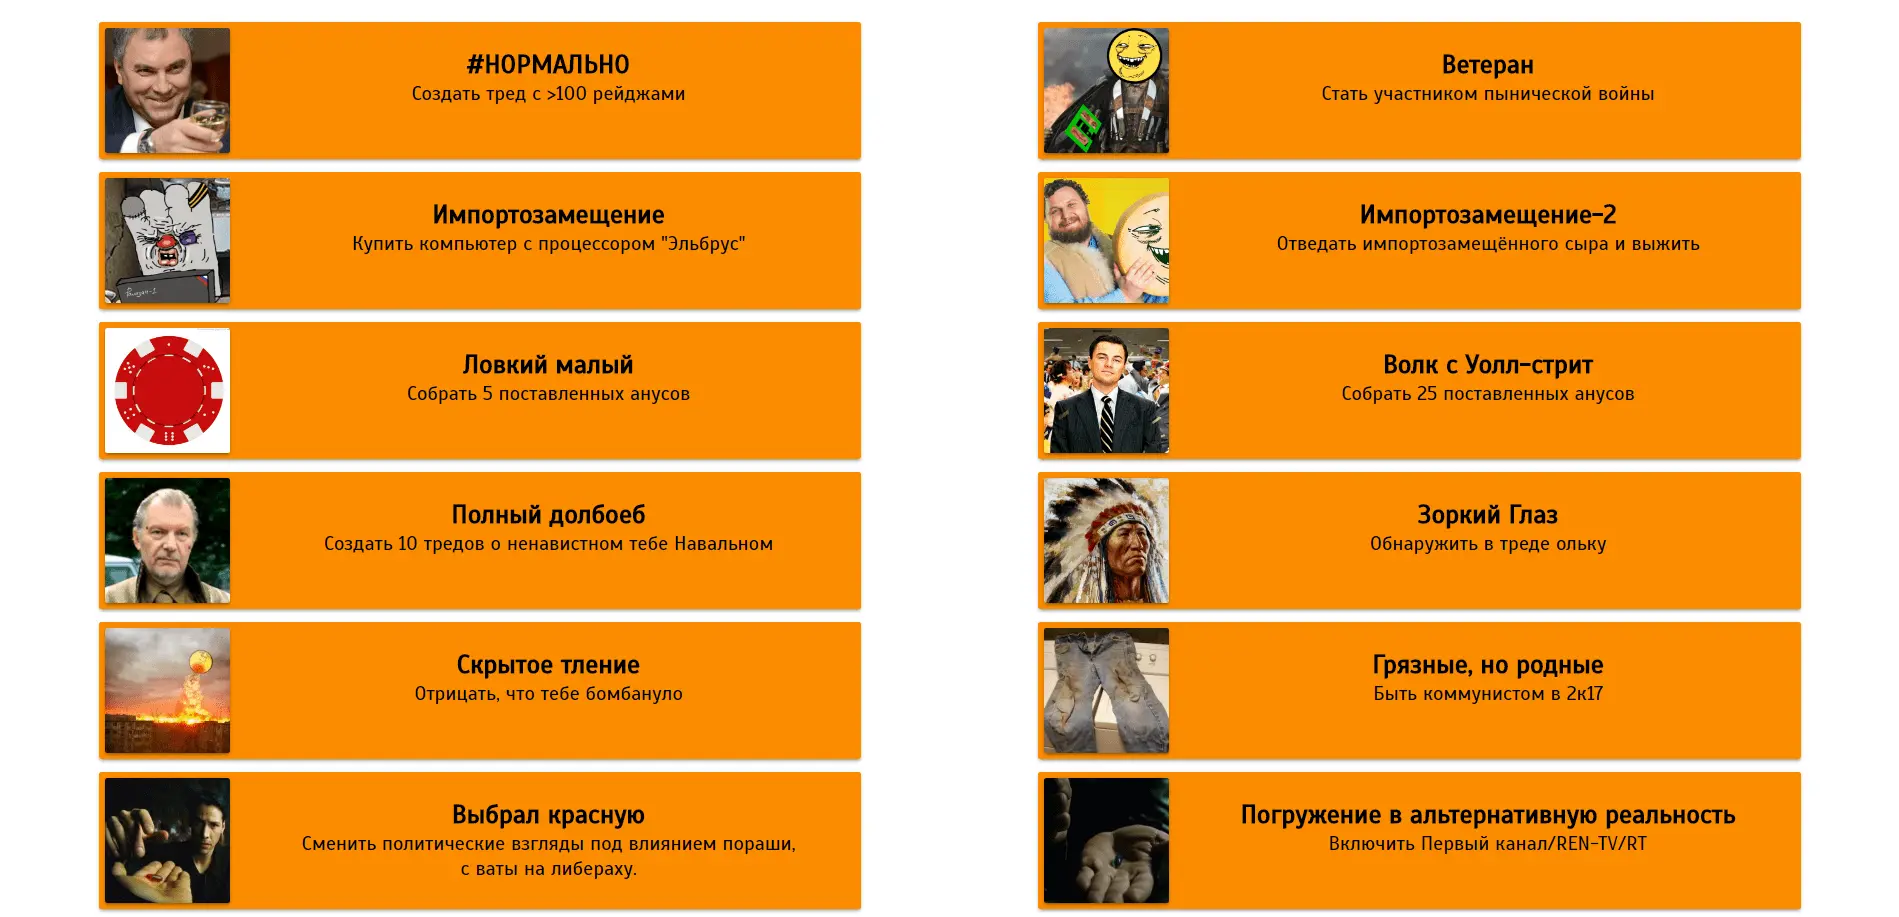 #НОРМАЛЬНО
Создать тред с >100 рейджами
Ветеран
Стать участником пынической войны
Импортозамещение
Купить компьютер с процессором "Эльбрус"
Импортозамещение-2
Отведать импортозамещённого сыра и выжить
Ловкий малый
Собрать 5 поставленных анусов
Волк с Уолл-стрит
Собрать 25 поставленных анусов
Полный долбоеб
Создать 10 тредов о ненавистном тебе Навальном
Зоркий Глаз
Обнаружить в треде ольку
Скрытое тление
Отрицать, что тебе бомбануло
Грязные, но родные
Быть коммунистом в 2к17
Выбрал красную
Сменить политические взгляды под влиянием пораши,
с ваты на либераху.
Погружение в альтернативную реальность
Включить Первый канал/REN-TV/RT